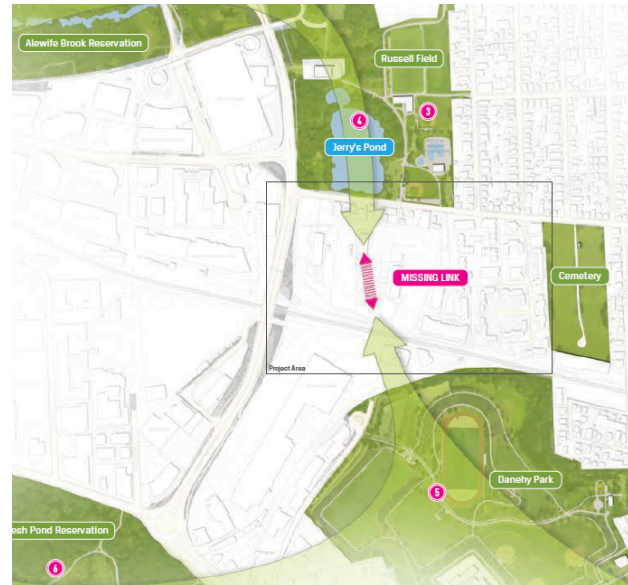 Alewife Brook Reservation
Russell Field
3
4
Jerry's Pond
MISSING LINK
Cemetery
Project Area
Danehy Park
5
esh Pond Reservation
6